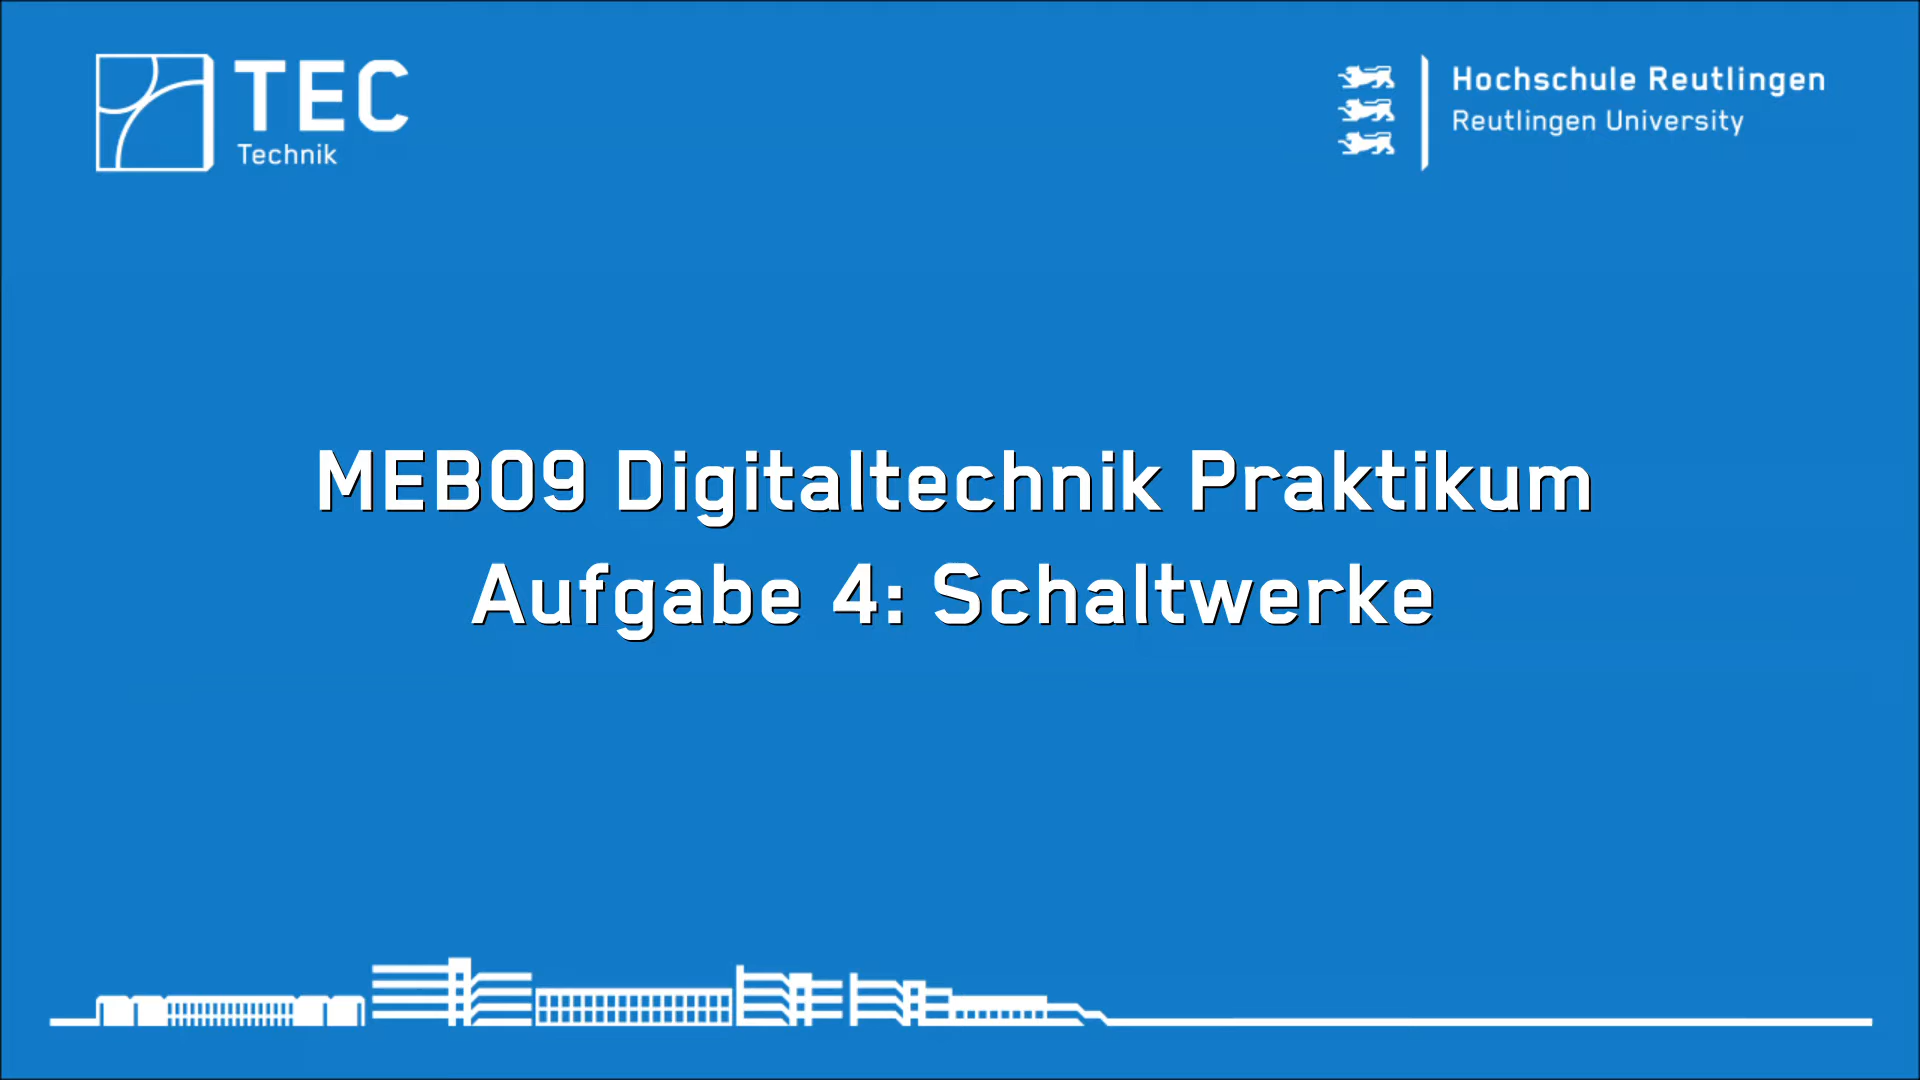 TEC
Technik
Hochschule Reutlingen
Reutlingen University
MEB09 Digitaltechnik Praktikum
Aufgabe 4: Schaltwerke